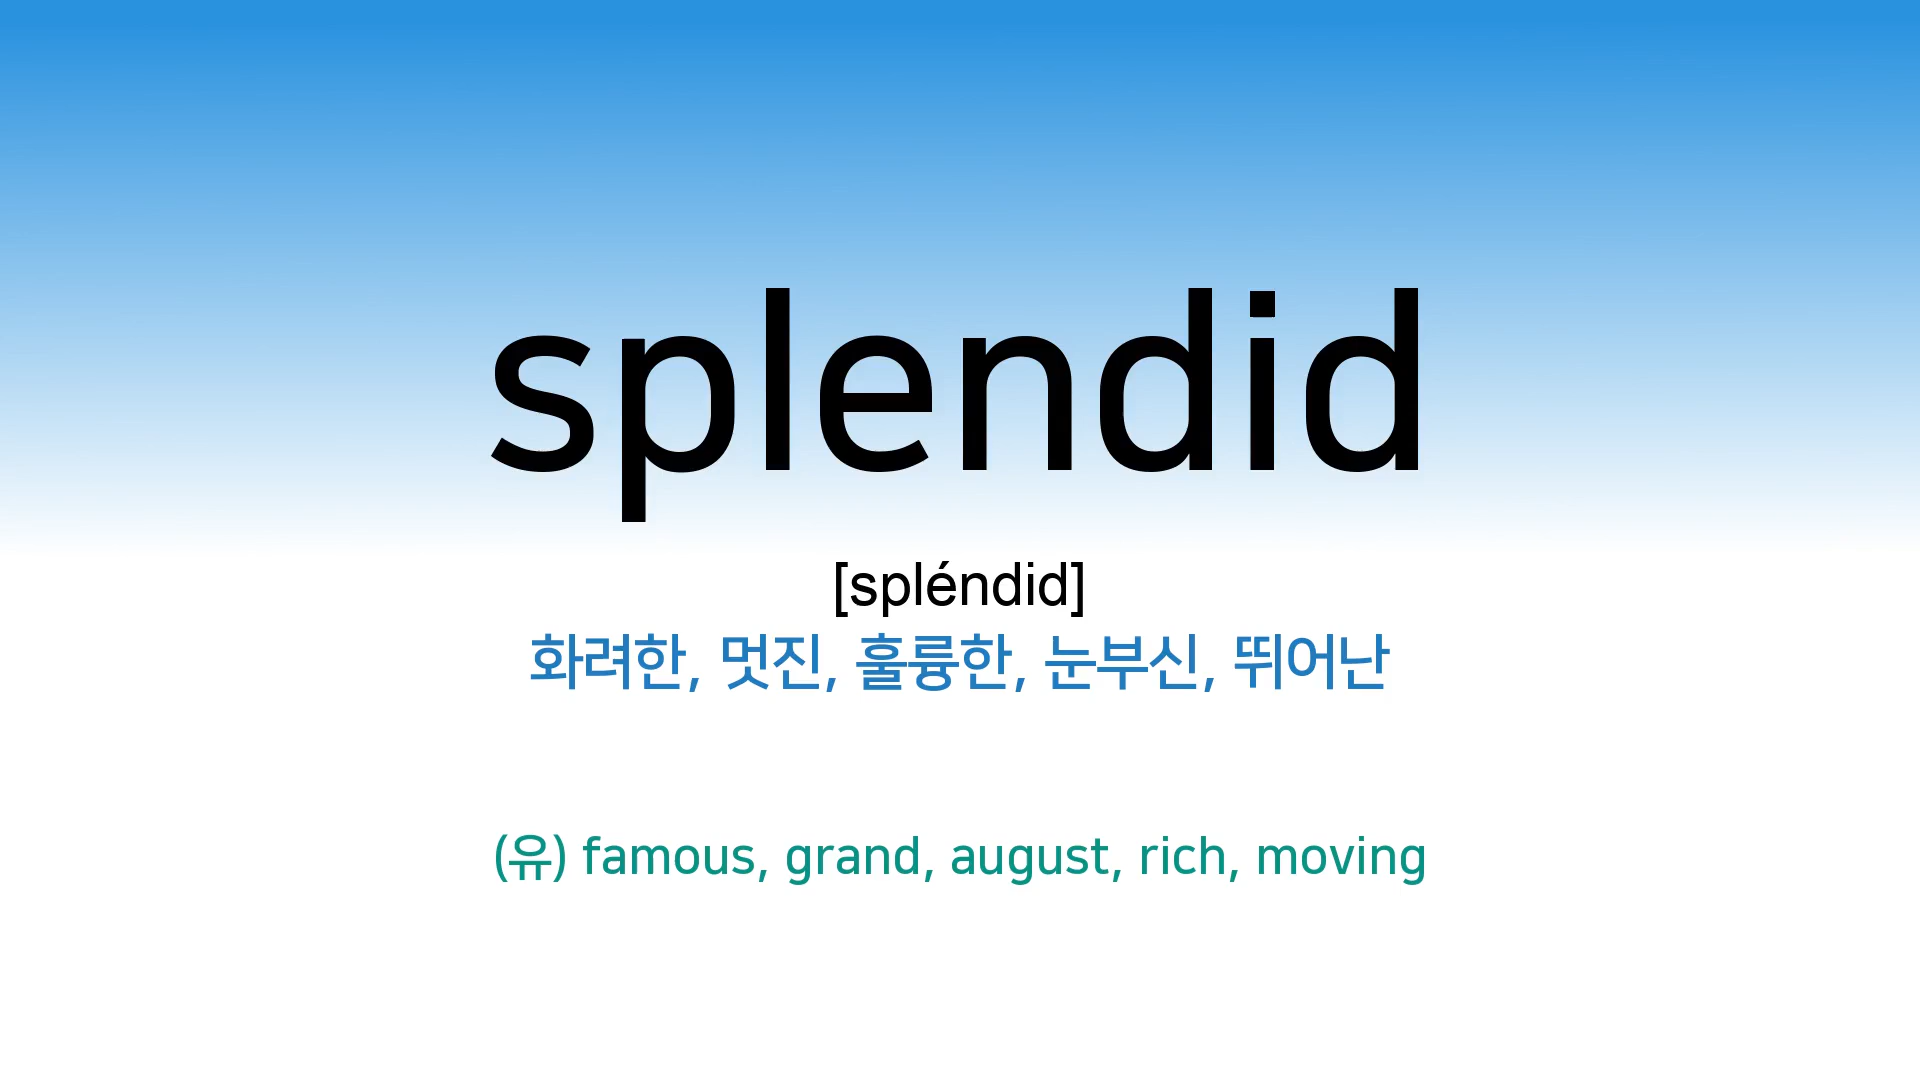 splendid
[spléndid]
화려한, 멋진, 훌륭한, 눈부신, 뛰어난
(유) famous, grand, august, rich, moving